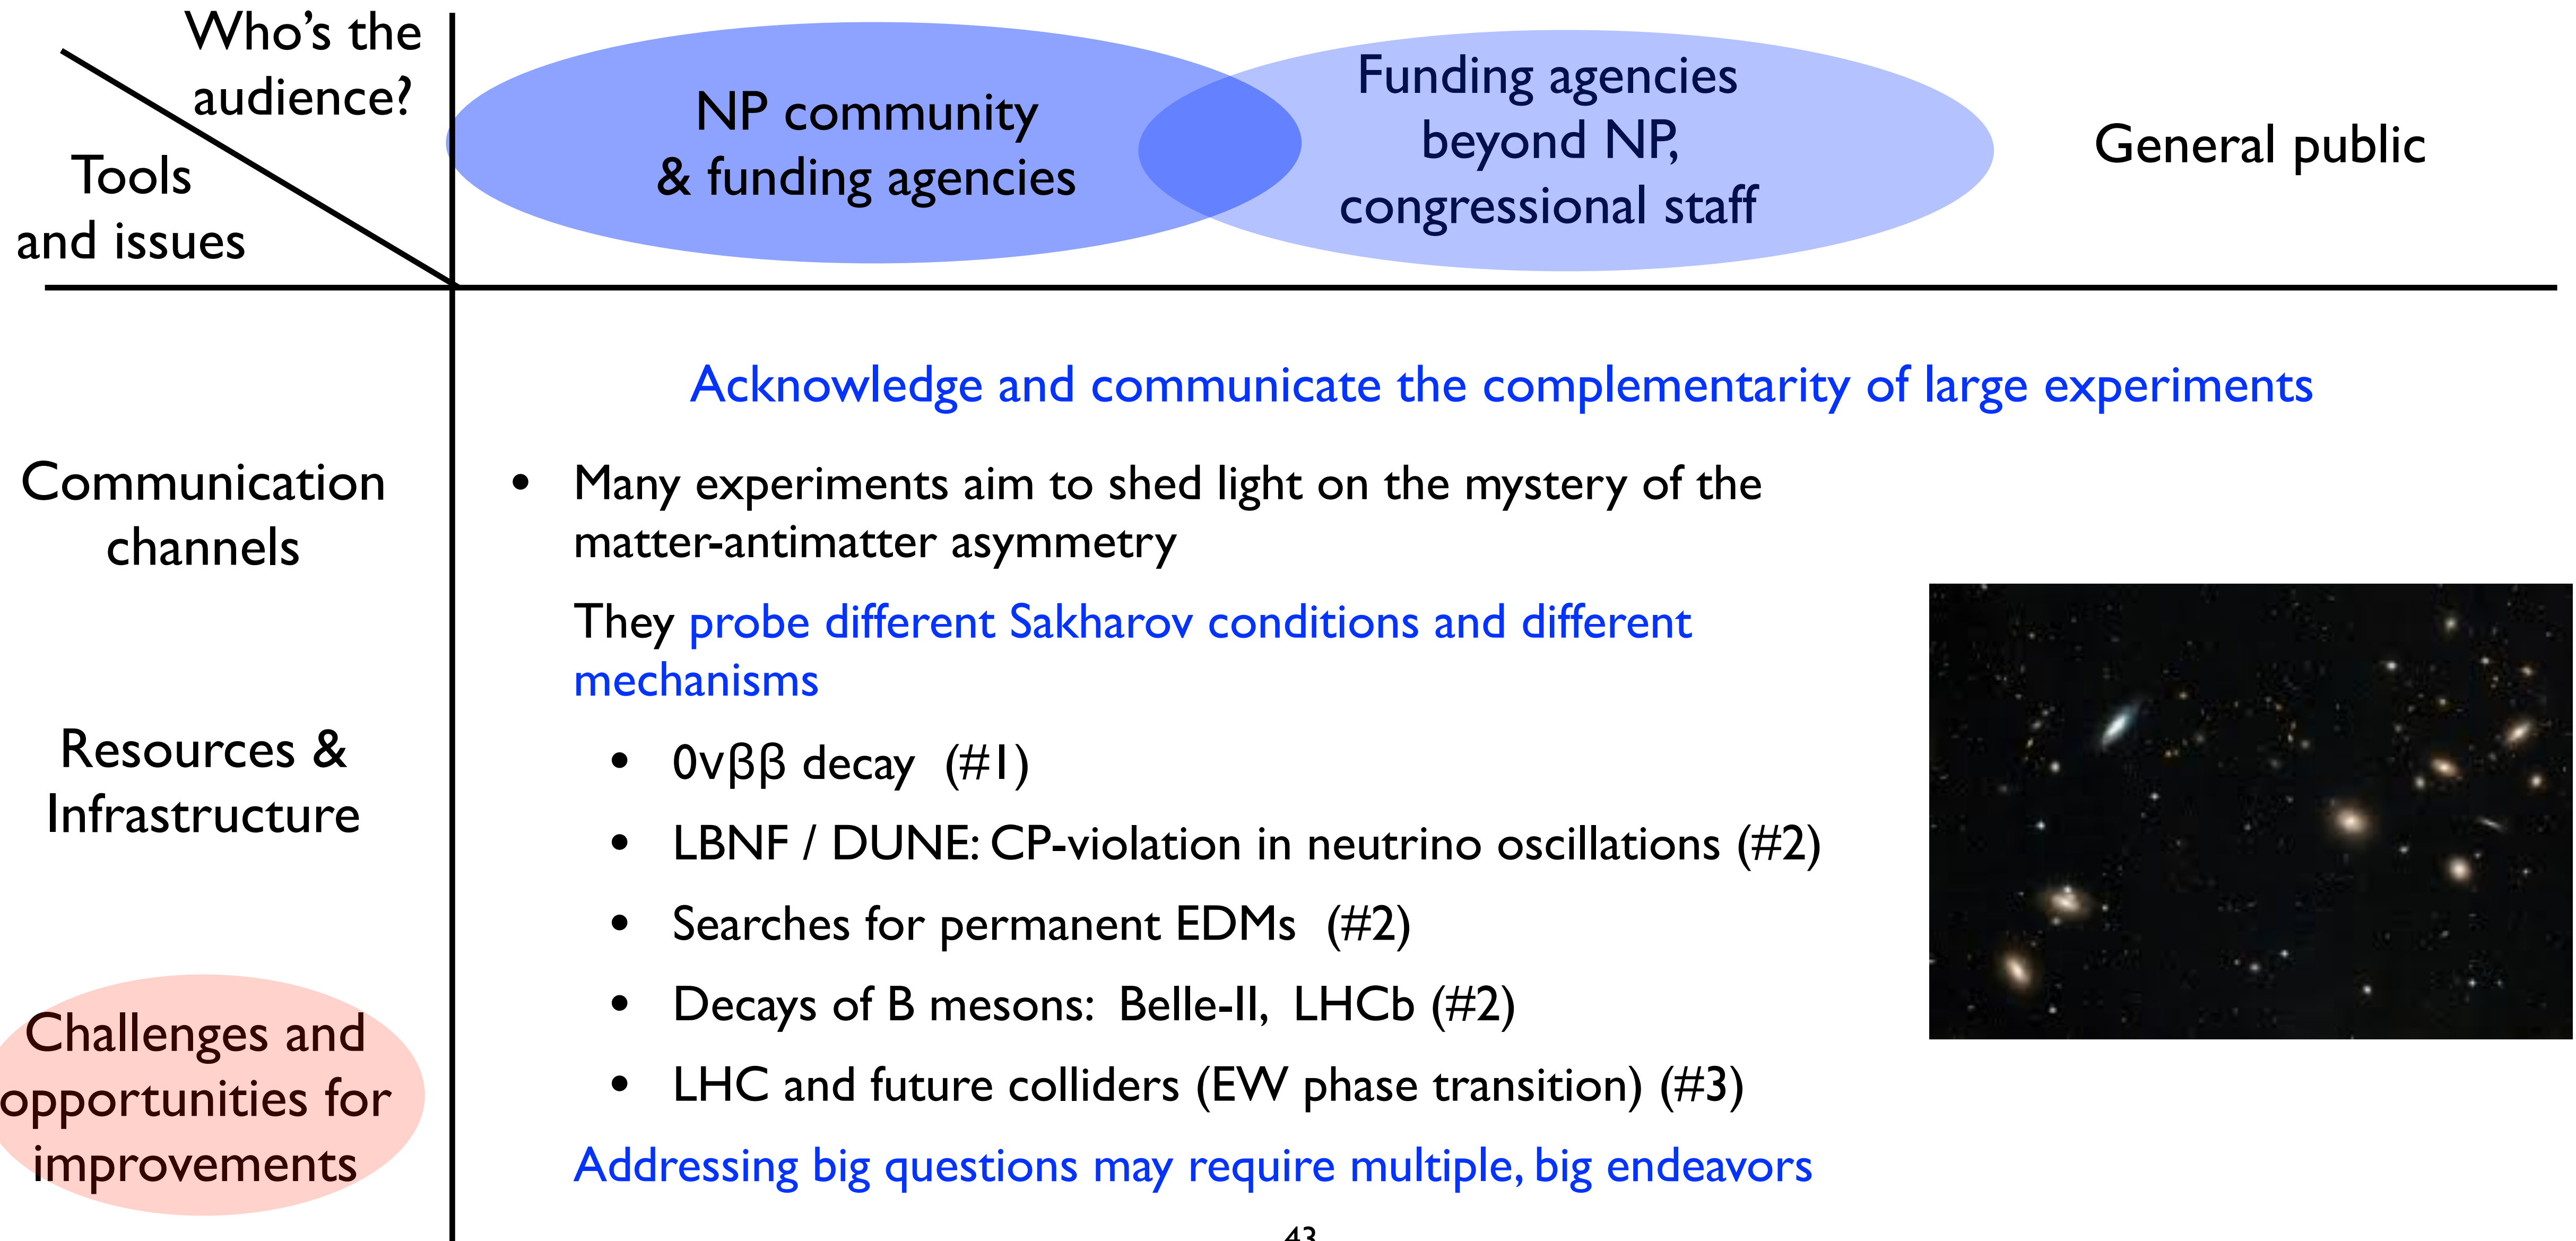 Who's the
audience?
Tools
and issues
NP community
& funding agencies
Funding agencies
beyond NP,
congressional staff
General public
Communication
channels
Resources &
Infrastructure
Challenges and
opportunities for
improvements
Acknowledge and communicate the complementarity of large experiments
• Many experiments aim to shed light on the mystery of the
matter-antimatter asymmetry
They probe different Sakharov conditions and different
mechanisms
• 0νββ decay (#1)
• LBNF / DUNE: CP-violation in neutrino oscillations (#2)
• Searches for permanent EDMs (#2)
• Decays of B mesons: Belle-II, LHCb (#2)
• LHC and future colliders (EW phase transition) (#3)
Addressing big questions may require multiple, big endeavors
43